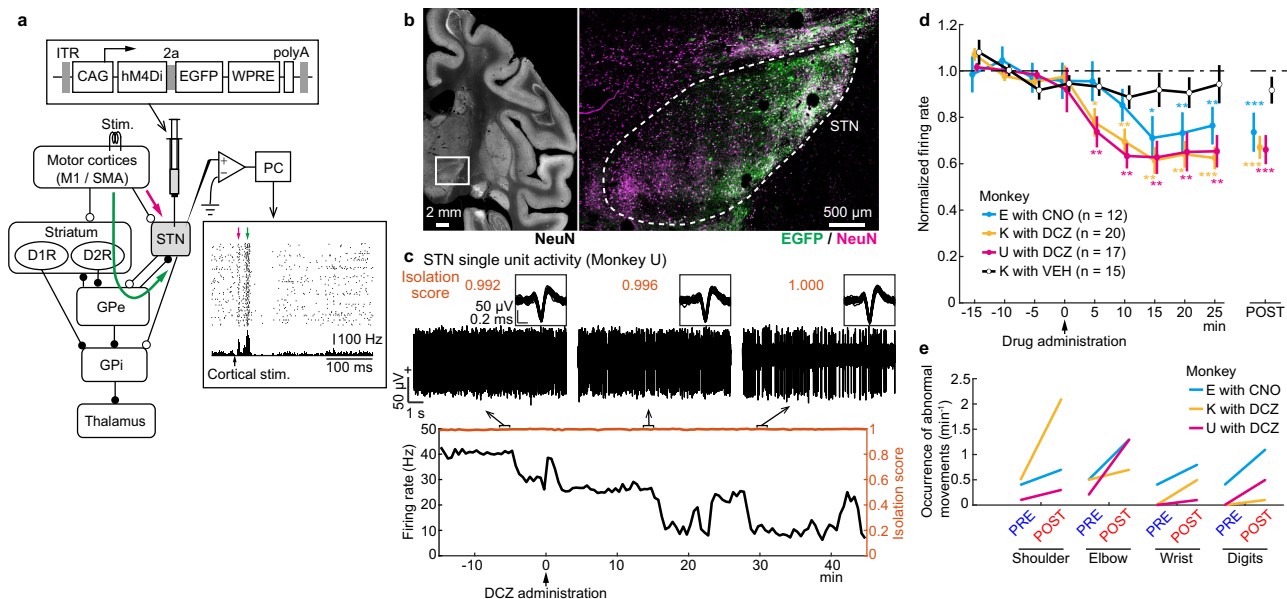 a
ITR
2a
polyA
CAG
hM4Di
EGFP
WPRE
Stim.
Motor cortices
(M1 / SMA)
+
−
PC
Striatum
D1R
D2R
STN
GPe
GPi
Thalamus
100 Hz
100 ms
Cortical stim.
b
2 mm
NeuN
STN
500 µm
EGFP / NeuN
c STN single unit activity (Monkey U)
Isolation
score
0.992
0.996
1.000
50 µV
0.2 ms
+
50 µV
1 s
Firing rate (Hz)
50
40
30
20
10
0
1
0.8
0.6
0.4
0.2
0
Isolation score
-10
0
10
20
30
40
min
DCZ administration
d
Normalized firing rate
1.2
1.0
0.8
0.6
0.4
0.2
0
*
**
**
***
*
**
**
***
***
**
**
**
**
**
***
Monkey
E with CNO (n = 12)
K with DCZ (n = 20)
U with DCZ (n = 17)
K with VEH (n = 15)
-15
-10
-5
0
5
10
15
20
25
min
POST
Drug administration
e
Occurrence of abnormal
movements (min⁻¹)
2.5
2
1.5
1
0.5
0
Monkey
E with CNO
K with DCZ
U with DCZ
PRE
POST
PRE
POST
PRE
POST
PRE
POST
Shoulder
Elbow
Wrist
Digits